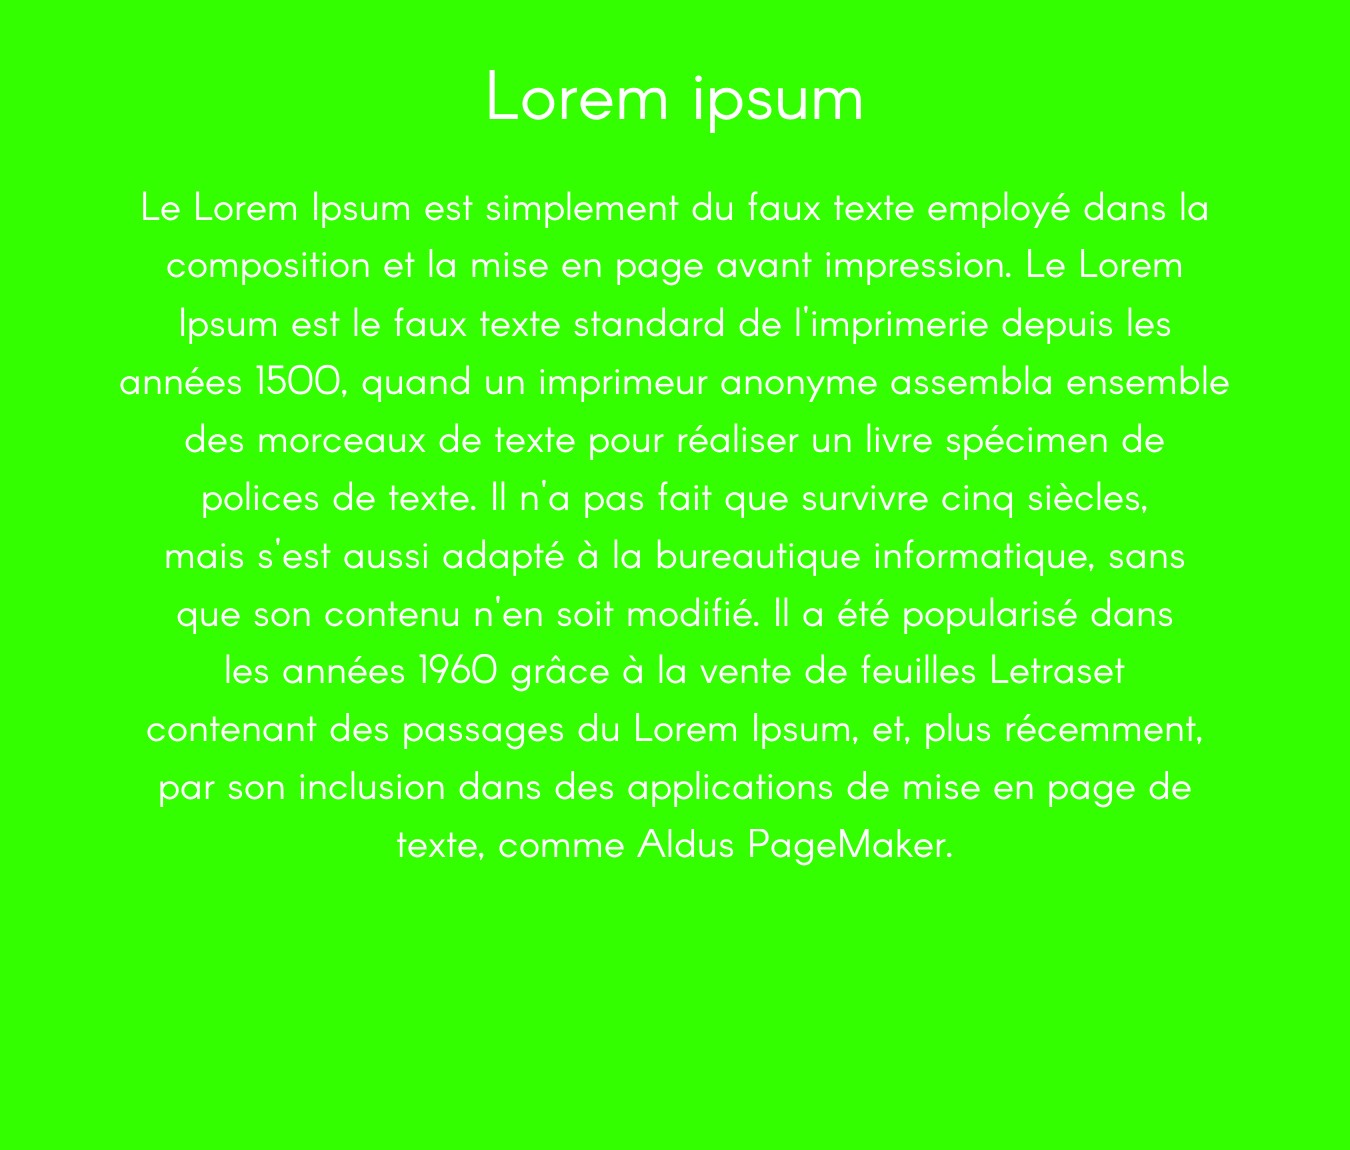 Lorem ipsum
Le Lorem Ipsum est simplement du faux texte employé dans la
composition et la mise en page avant impression. Le Lorem
Ipsum est le faux texte standard de l'imprimerie depuis les
années 1500, quand un imprimeur anonyme assembla ensemble
des morceaux de texte pour réaliser un livre spécimen de
polices de texte. Il n'a pas fait que survivre cinq siècles,
mais s'est aussi adapté à la bureautique informatique, sans
que son contenu n'en soit modifié. Il a été popularisé dans
les années 1960 grâce à la vente de feuilles Letraset
contenant des passages du Lorem Ipsum, et, plus récemment,
par son inclusion dans des applications de mise en page de
texte, comme Aldus PageMaker.